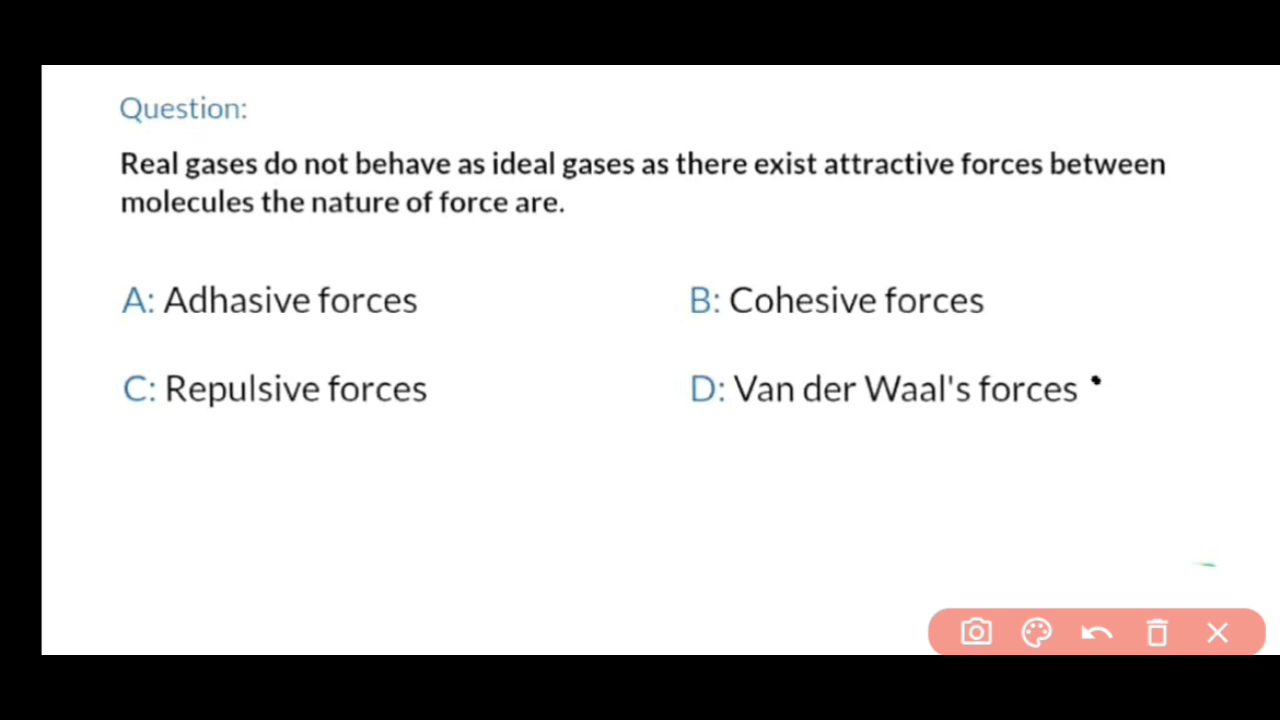 Question:
Real gases do not behave as ideal gases as there exist attractive forces between
molecules the nature of force are.
A: Adhasive forces
B: Cohesive forces
C: Repulsive forces
D: Van der Waal's forces